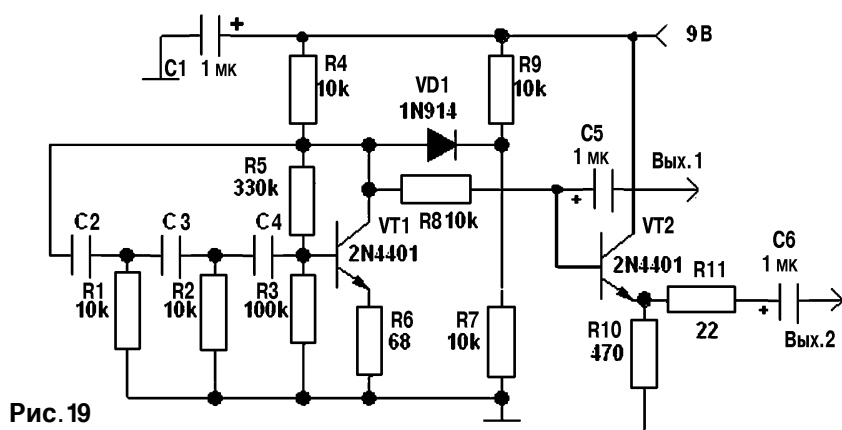 9В
C1
1 мк
+
R4
10k
VD1
1N914
R9
10k
C5
1 мк
+
Вых.1
R5
330k
R8 10k
VT1
2N4401
VT2
2N4401
C2
C3
C4
R1
10k
R2
10k
R3
100k
R6
68
R7
10k
R10
470
R11
22
C6
1 мк
+
Вых.2
Рис.19